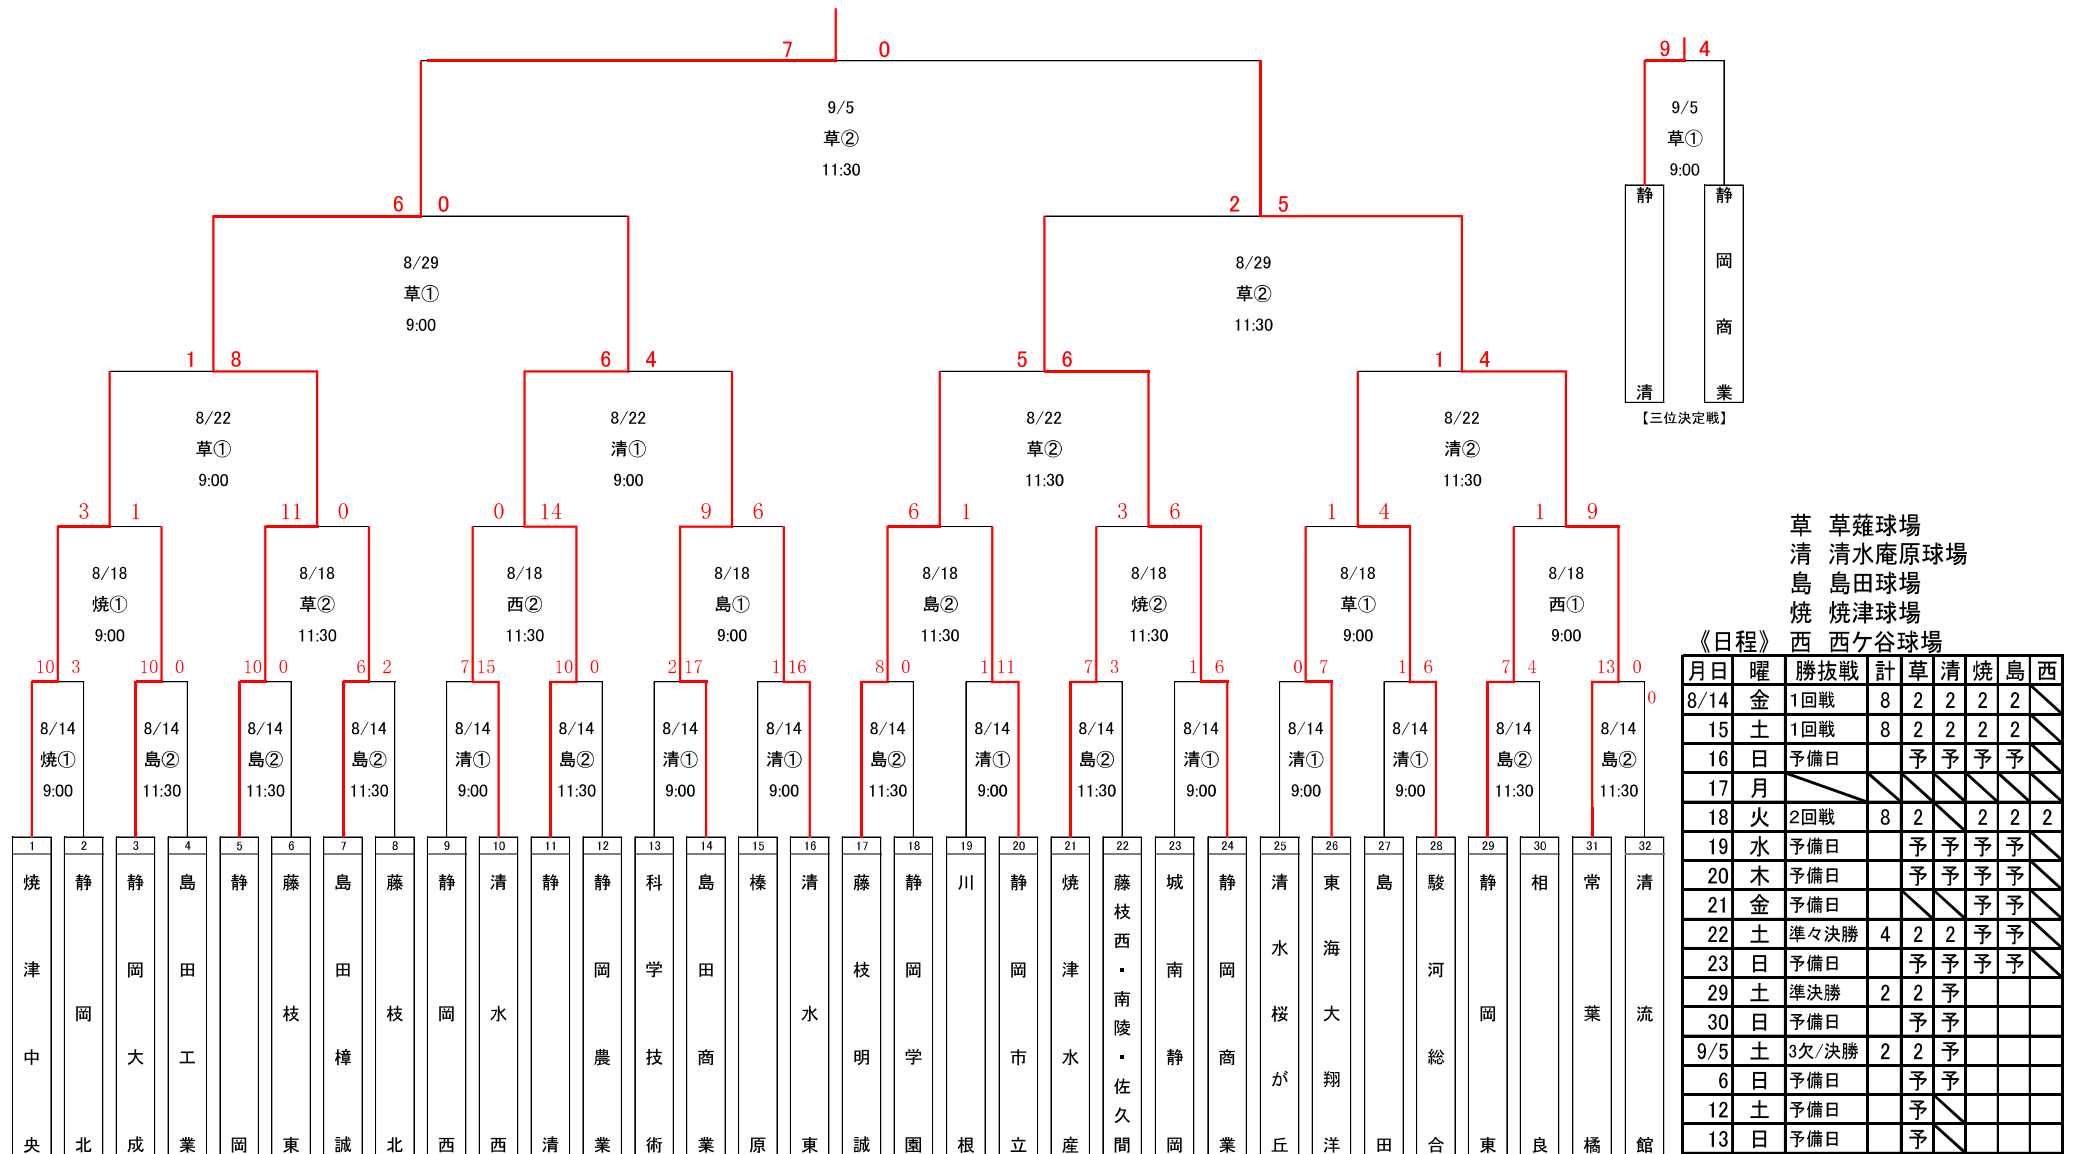 7 0
9/5
草②
11:30
9 4
9/5
草①
9:00
静清
静岡商業
【三位決定戦】
6 0
8/29
草①
9:00
2 5
8/29
草②
11:30
1 8
8/22
草①
9:00
6 4
8/22
清①
9:00
5 6
8/22
草②
11:30
1 4
8/22
清②
11:30
3 1
8/18
焼①
9:00
11 0
8/18
草②
11:30
0 14
8/18
西②
11:30
9 6
8/18
島①
9:00
6 1
8/18
島②
11:30
3 6
8/18
焼②
11:30
1 4
8/18
草①
9:00
1 9
8/18
西①
9:00
10 3
8/14
焼①
9:00
10 0
8/14
島②
11:30
10 0
8/14
島②
11:30
6 2
8/14
島②
11:30
7 15
8/14
清①
9:00
10 0
8/14
島②
11:30
2 17
8/14
清①
9:00
1 16
8/14
清①
9:00
8 0
8/14
島②
11:30
1 11
8/14
清①
9:00
7 3
8/14
島②
11:30
1 6
8/14
清①
9:00
0 7
8/14
清①
9:00
1 6
8/14
清①
9:00
7 4
8/14
島②
11:30
13 0
0
8/14
島②
11:30
1 焼津中央
2 静岡北
3 静岡大成
4 島田工業
5 静岡
6 藤枝東
7 島田樟誠
8 藤枝北
9 静岡西
10 清水西
11 静清
12 静岡農業
13 科学技術
14 島田商業
15 榛原
16 清水東
17 藤枝明誠
18 静岡学園
19 川根
20 静岡市立
21 焼津水産
22 藤枝西・南陵・佐久間
23 城南静岡
24 静岡商業
25 清水桜が丘
26 東海大翔洋
27 島田
28 駿河総合
29 静岡東
30 相良
31 常葉橘
32 清流館
草 草薙球場
清 清水庵原球場
島 島田球場
焼 焼津球場
《日程》 西 西ケ谷球場
月日 曜 勝抜戦 計 草 清 焼 島 西
8/14 金 1回戦 8 2 2 2 2
15 土 1回戦 8 2 2 2 2
16 日 予備日 予 予 予 予
17 月
18 火 2回戦 8 2 2 2 2
19 水 予備日 予 予 予 予
20 木 予備日 予 予 予 予
21 金 予備日 予 予
22 土 準々決勝 4 2 2 予 予
23 日 予備日 予 予 予 予
29 土 準決勝 2 2 予
30 日 予備日 予 予
9/5 土 3欠/決勝 2 2 予
6 日 予備日 予 予
12 土 予備日 予
13 日 予備日 予